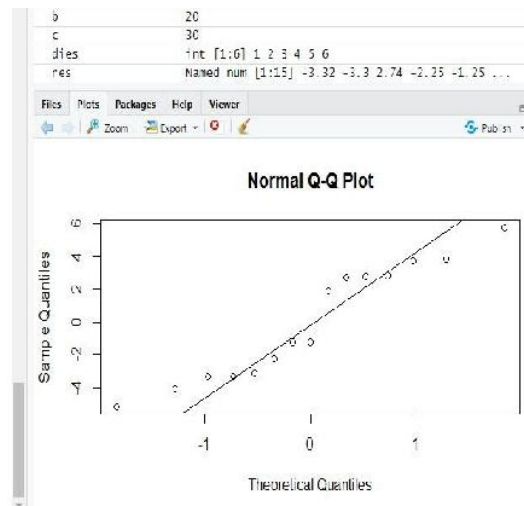 b 20
c 30
dies int [1:6] 1 2 3 4 5 6
res Named num [1:15] -3.32 -3.3 2.74 -2.25 -1.25 ...
Files Plots Packages Help Viewer
Zoom Export Publish
Normal Q-Q Plot
Sample Quantiles
6
4
2
0
-2
-4
-1 0 1
Theoretical Quantiles